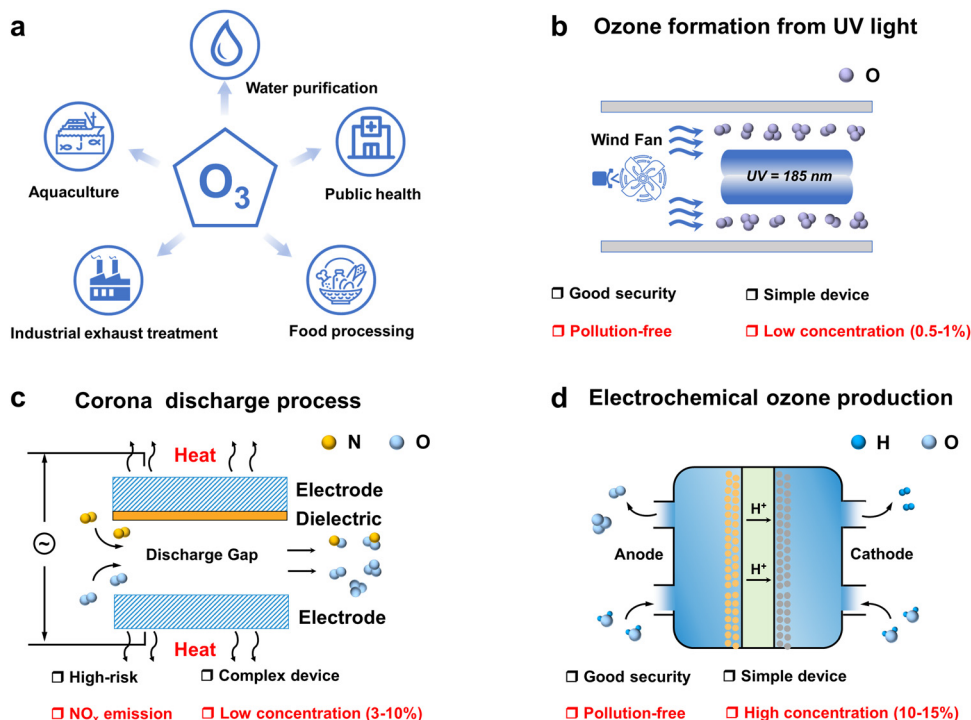 a
Water purification
Aquaculture
O3
Public health
Industrial exhaust treatment
Food processing
b Ozone formation from UV light
O
Wind Fan
UV = 185 nm
Good security
Simple device
Pollution-free
Low concentration (0.5-1%)
c Corona discharge process
N
O
Heat
Electrode
Dielectric
Discharge Gap
Electrode
Heat
~
High-risk
Complex device
NOx emission
Low concentration (3-10%)
d Electrochemical ozone production
H
O
H+
Anode
Cathode
H+
Good security
Simple device
Pollution-free
High concentration (10-15%)